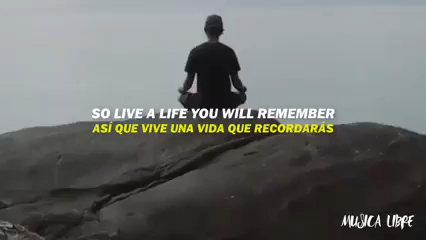 SO LIVE A LIFE YOU WILL REMEMBER
ASÍ QUE VIVE UNA VIDA QUE RECORDARÁS
MUSICA LIBRE